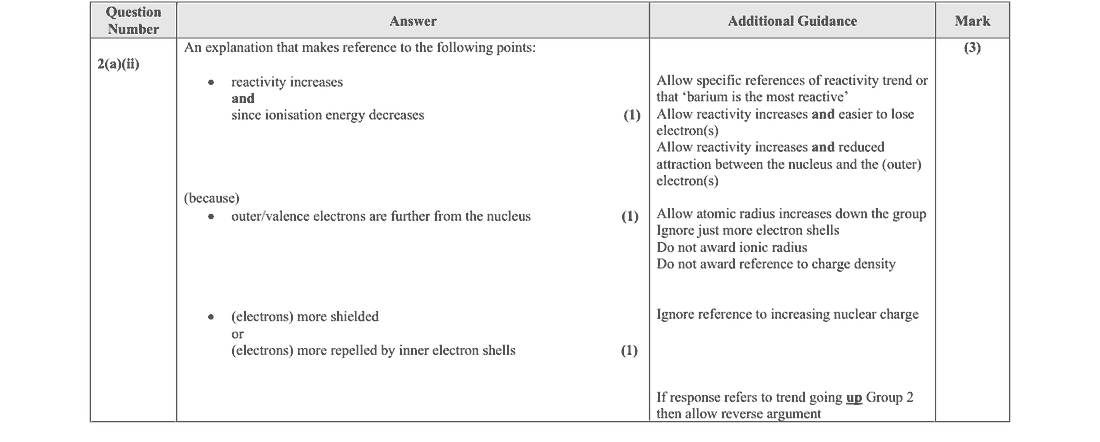 Question Number
Answer
Additional Guidance
Mark
2(a)(ii)
An explanation that makes reference to the following points:
(3)
• reactivity increases
and
since ionisation energy decreases (1)
Allow specific references of reactivity trend or
that ‘barium is the most reactive’
Allow reactivity increases and easier to lose
electron(s)
Allow reactivity increases and reduced
attraction between the nucleus and the (outer)
electron(s)
(because)
• outer/valence electrons are further from the nucleus (1)
Allow atomic radius increases down the group
Ignore just more electron shells
Do not award ionic radius
Do not award reference to charge density
• (electrons) more shielded
or
(electrons) more repelled by inner electron shells (1)
Ignore reference to increasing nuclear charge
If response refers to trend going up Group 2
then allow reverse argument